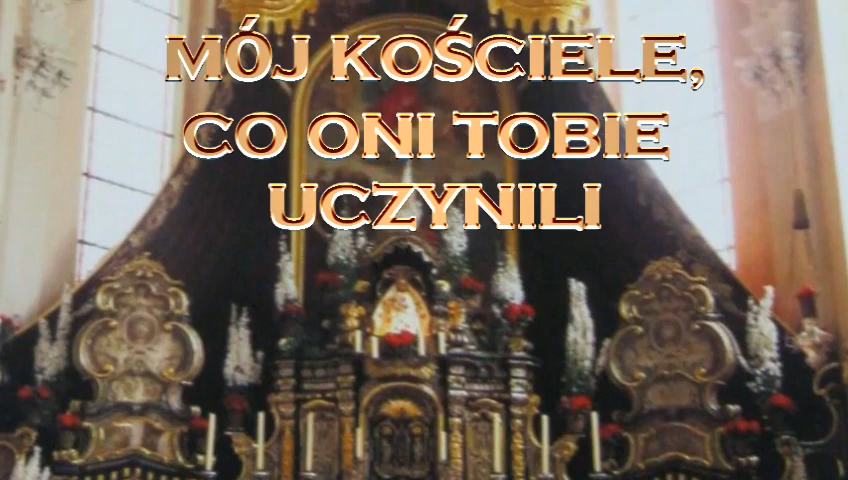 MÓJ KOŚCIELE,
CO ONI TOBIE
UCZYNILI